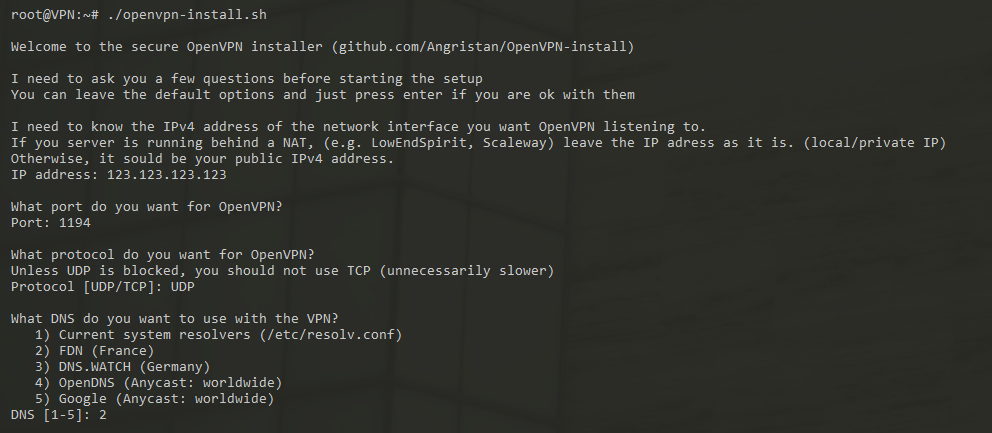 root@VPN:~# ./openvpn-install.sh
Welcome to the secure OpenVPN installer (github.com/Angristan/OpenVPN-install)
I need to ask you a few questions before starting the setup
You can leave the default options and just press enter if you are ok with them
I need to know the IPv4 address of the network interface you want OpenVPN listening to.
If you server is running behind a NAT, (e.g. LowEndSpirit, Scaleway) leave the IP adress as it is. (local/private IP)
Otherwise, it sould be your public IPv4 address.
IP address: 123.123.123.123
What port do you want for OpenVPN?
Port: 1194
What protocol do you want for OpenVPN?
Unless UDP is blocked, you should not use TCP (unnecessarily slower)
Protocol [UDP/TCP]: UDP
What DNS do you want to use with the VPN?
1) Current system resolvers (/etc/resolv.conf)
2) FDN (France)
3) DNS.WATCH (Germany)
4) OpenDNS (Anycast: worldwide)
5) Google (Anycast: worldwide)
DNS [1-5]: 2